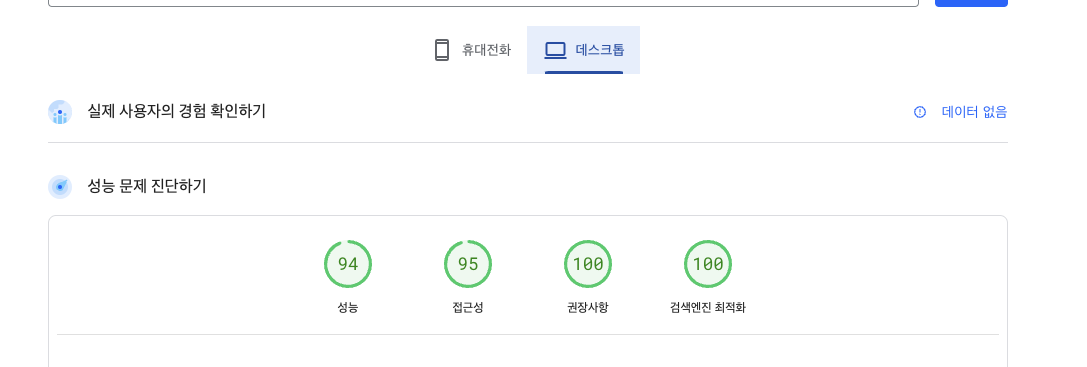 휴대전화
데스크톱
실제 사용자의 경험 확인하기
데이터 없음
성능 문제 진단하기
94
95
100
100
성능
접근성
권장사항
검색엔진 최적화